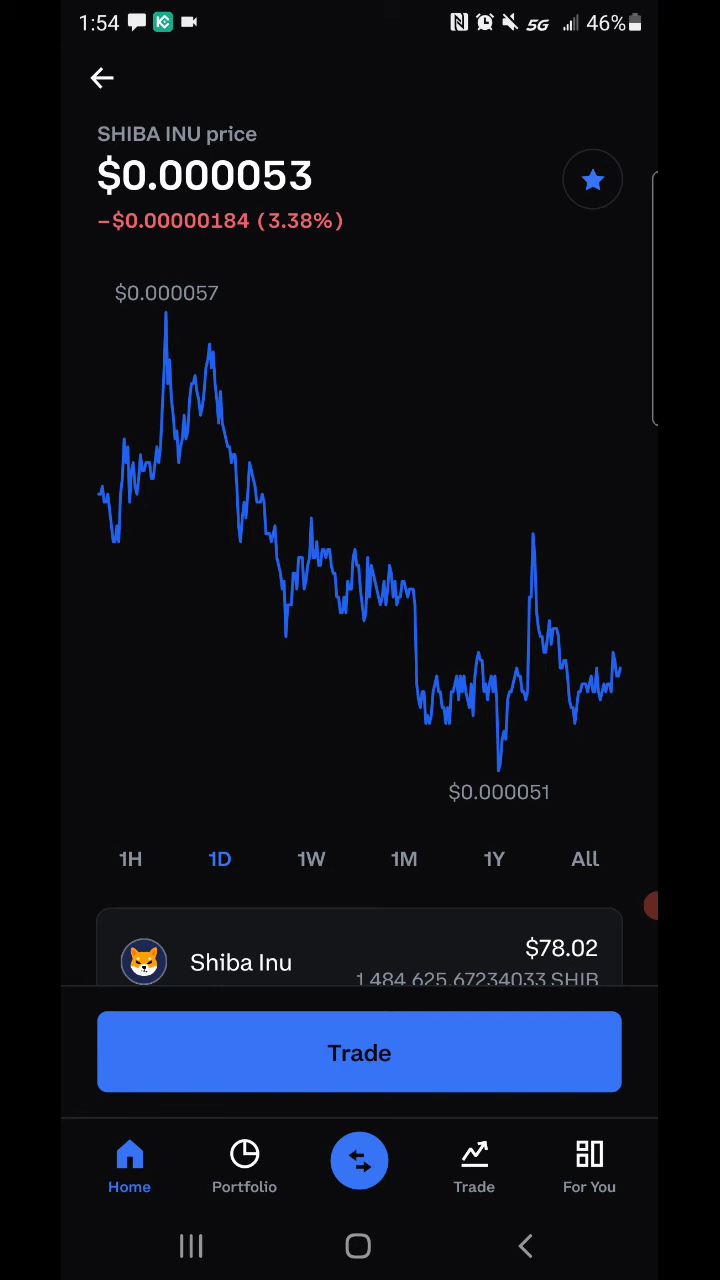 1:54 5G 46%
SHIBA INU price
$0.000053
−$0.00000184 (3.38%)
$0.000057
$0.000051
1H 1D 1W 1M 1Y All
$78.02
Shiba Inu
1,484,625.67234033 SHIB
Trade
Home Portfolio Trade For You